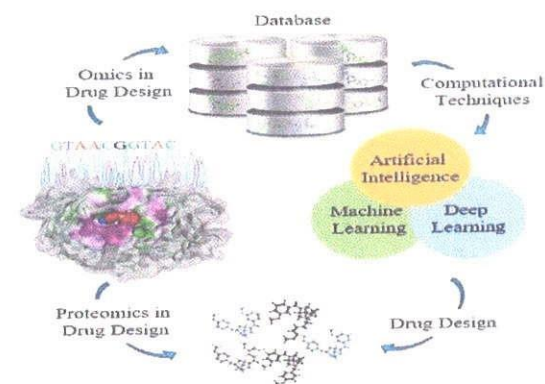 Database
Omics in
Drug Design
Computational
Techniques
GTAACGGTAC
Artificial
Intelligence
Machine
Learning
Deep
Learning
Proteomics in
Drug Design
Drug Design